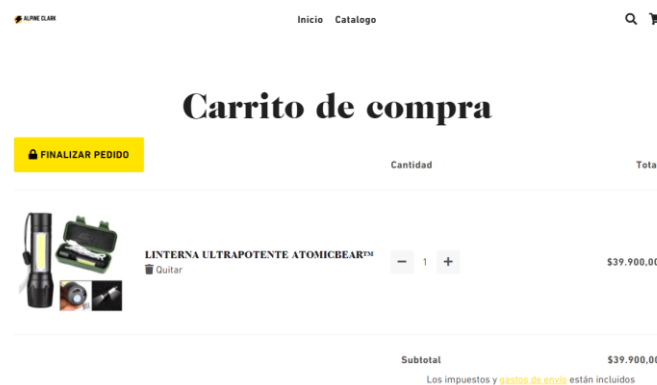 ALPINE CLARK
Inicio Catalogo
Carrito de compra
FINALIZAR PEDIDO
Cantidad
Tota
LINTERNA ULTRAPOTENTE ATOMICBEAR™
Quitar
1
$39.900,00
Subtotal
$39.900,00
Los impuestos y gastos de envío están incluidos